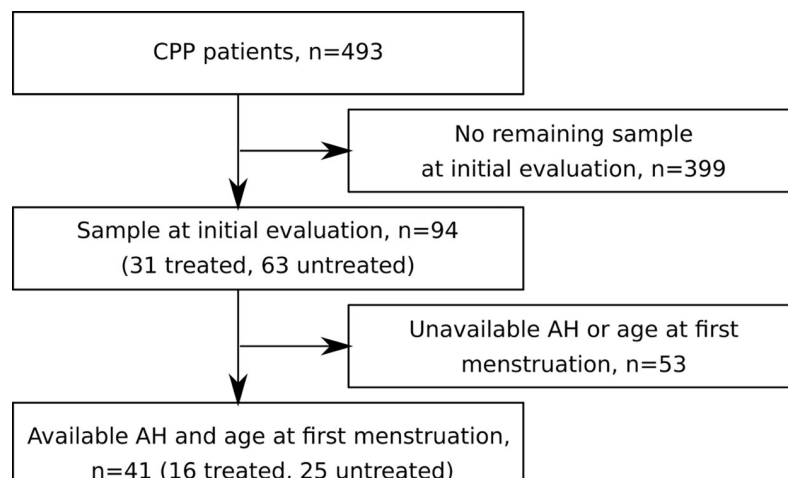 CPP patients, n=493
No remaining sample
at initial evaluation, n=399
Sample at initial evaluation, n=94
(31 treated, 63 untreated)
Unavailable AH or age at first
menstruation, n=53
Available AH and age at first menstruation,
n=41 (16 treated, 25 untreated)